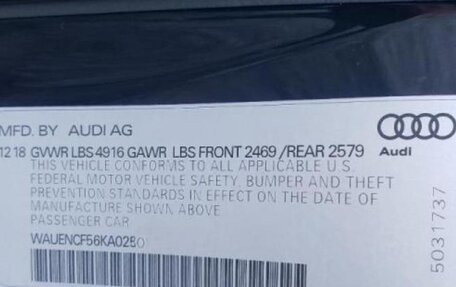 MFD. BY AUDI AG
12 18 GVWR LBS 4916 GAWR LBS FRONT 2469 /REAR 2579
Audi
THIS VEHICLE CONFORMS TO ALL APPLICABLE U.S.
FEDERAL MOTOR VEHICLE SAFETY, BUMPER AND THEFT
PREVENTION STANDARDS IN EFFECT ON THE DATE OF
MANUFACTURE SHOWN ABOVE
PASSENGER CAR
5031737